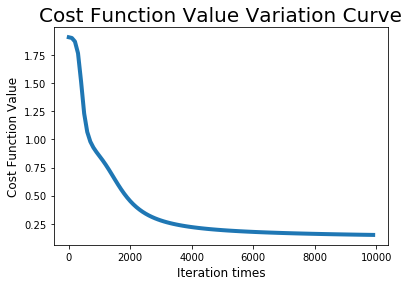 Cost Function Value Variation Curve
1.75
1.50
1.25
1.00
0.75
0.50
0.25
Cost Function Value
0 2000 4000 6000 8000 10000
Iteration times